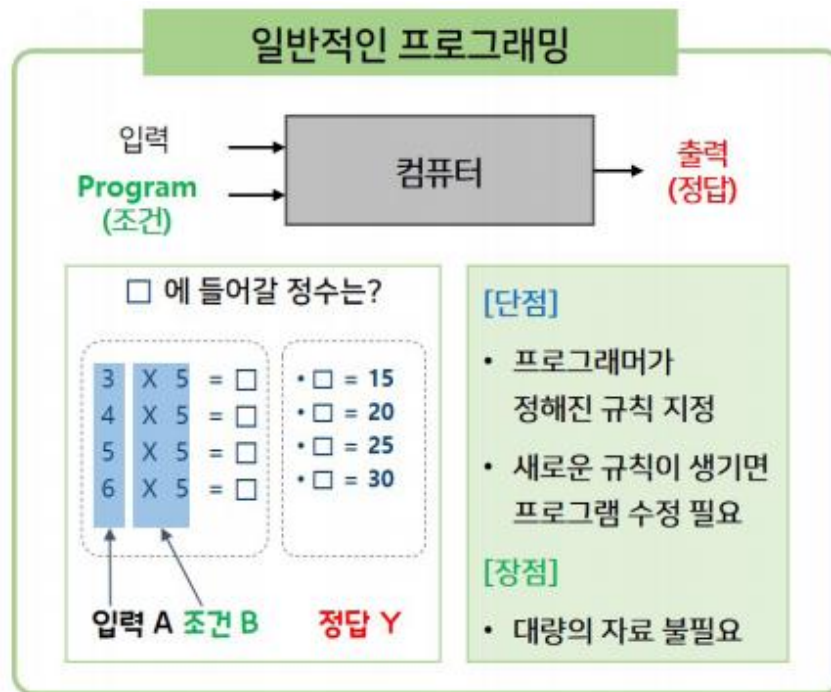 일반적인 프로그래밍
입력
Program
(조건)
컴퓨터
출력
(정답)
□ 에 들어갈 정수는?
3 X 5 = □
4 X 5 = □
5 X 5 = □
6 X 5 = □
• □ = 15
• □ = 20
• □ = 25
• □ = 30
입력 A 조건 B 정답 Y
[단점]
• 프로그래머가
정해진 규칙 지정
• 새로운 규칙이 생기면
프로그램 수정 필요
[장점]
• 대량의 자료 불필요